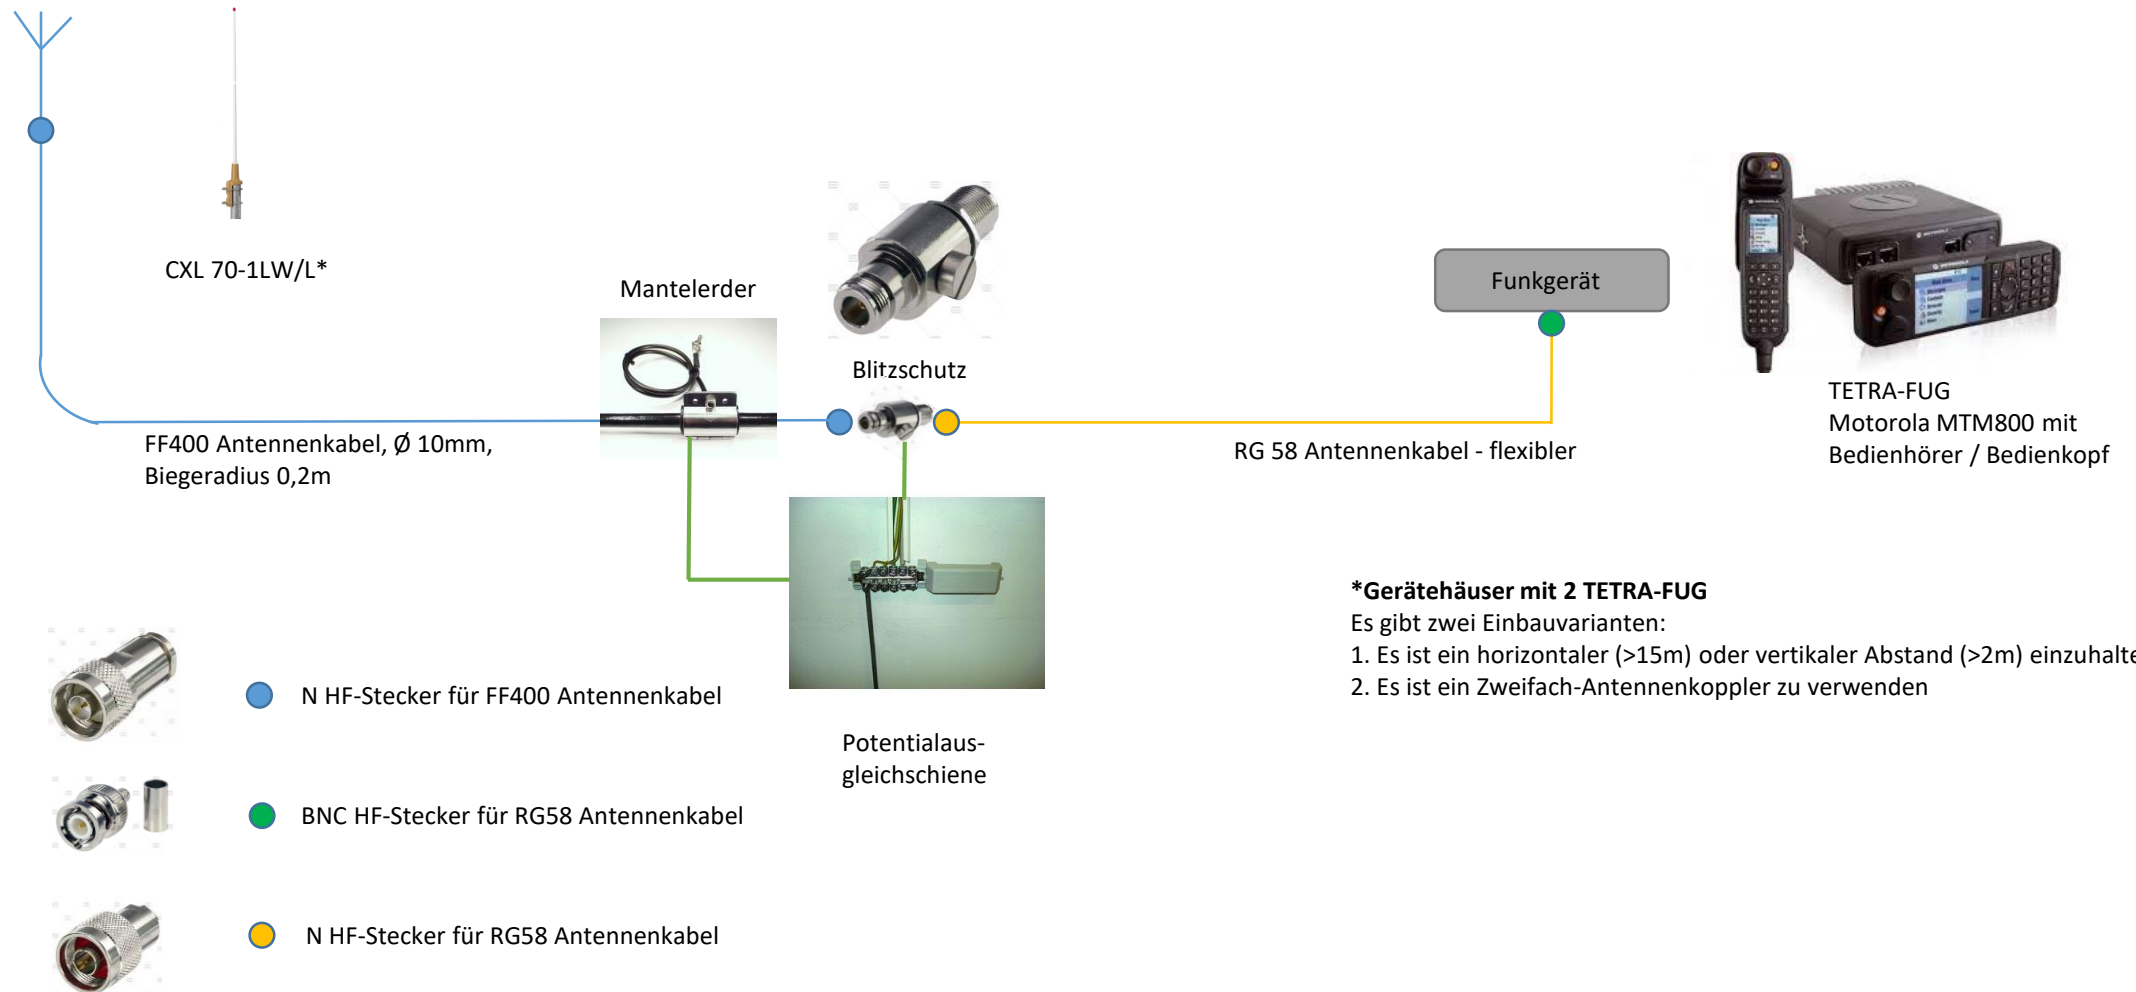 CXL 70-1LW/L*
Mantelerder
Blitzschutz
Funkgerät
FF400 Antennenkabel, Ø 10mm,
Biegeradius 0,2m
RG 58 Antennenkabel - flexibler
TETRA-FUG
Motorola MTM800 mit
Bedienhörer / Bedienkopf
*Gerätehäuser mit 2 TETRA-FUG
Es gibt zwei Einbauvarianten:
1. Es ist ein horizontaler (>15m) oder vertikaler Abstand (>2m) einzuhalte
2. Es ist ein Zweifach-Antennenkoppler zu verwenden
N HF-Stecker für FF400 Antennenkabel
Potentialaus-
gleichschiene
BNC HF-Stecker für RG58 Antennenkabel
N HF-Stecker für RG58 Antennenkabel